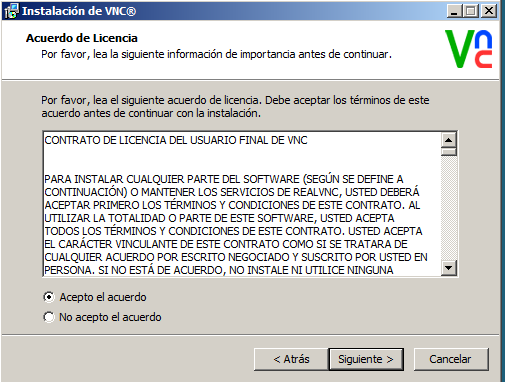 Instalación de VNC®
Acuerdo de Licencia
Por favor, lea la siguiente información de importancia antes de continuar.
VNC
Por favor, lea el siguiente acuerdo de licencia. Debe aceptar los términos de este
acuerdo antes de continuar con la instalación.
CONTRATO DE LICENCIA DEL USUARIO FINAL DE VNC
PARA INSTALAR CUALQUIER PARTE DEL SOFTWARE (SEGÚN SE DEFINE A
CONTINUACIÓN) O MANTENER LOS SERVICIOS DE REALVNC, USTED DEBERÁ
ACEPTAR PRIMERO LOS TÉRMINOS Y CONDICIONES DE ESTE CONTRATO. AL
UTILIZAR LA TOTALIDAD O PARTE DE ESTE SOFTWARE, USTED ACEPTA
TODOS LOS TÉRMINOS Y CONDICIONES DE ESTE CONTRATO. USTED ACEPTA
EL CARÁCTER VINCULANTE DE ESTE CONTRATO COMO SI SE TRATARA DE
CUALQUIER ACUERDO POR ESCRITO NEGOCIADO Y SUSCRITO POR USTED EN
PERSONA. SI NO ESTÁ DE ACUERDO, NO INSTALE NI UTILICE NINGUNA
Acepto el acuerdo
No acepto el acuerdo
< Atrás Siguiente > Cancelar